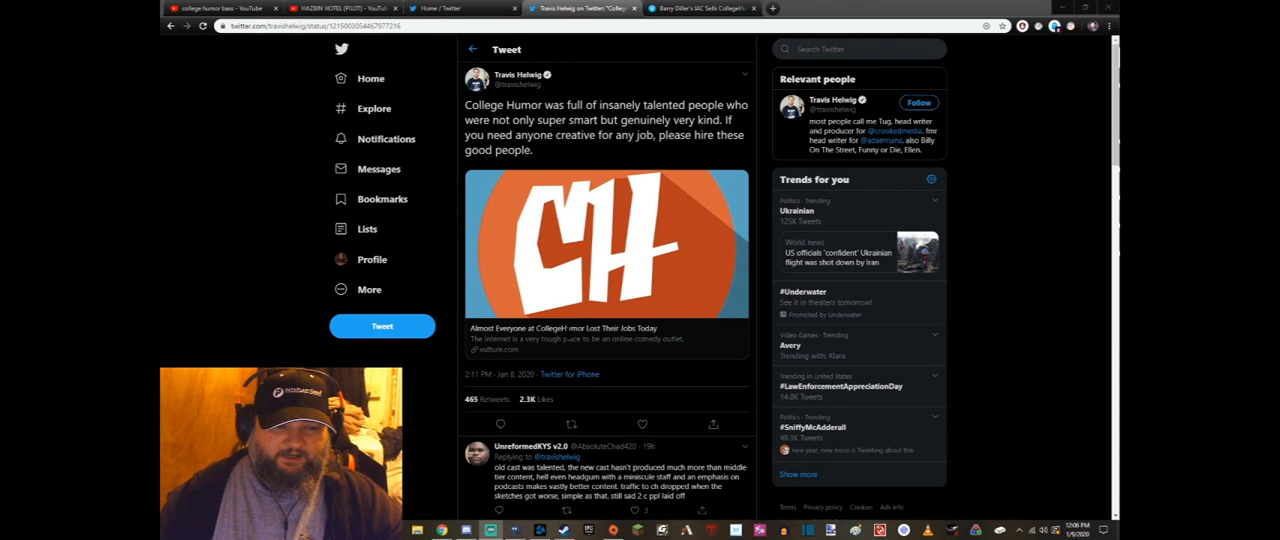 college humor bass - YouTube
HAZBIN HOTEL (PILOT) - YouTu
Home / Twitter
Travis Helwig on Twitter: "Colleg
Barry Diller's IAC Sells CollegeHu
twitter.com/travishelwig/status/1215003054697771216
Home
Explore
Notifications
Messages
Bookmarks
Lists
Profile
More
Tweet
Tweet
Travis Helwig
@travishelwig
College Humor was full of insanely talented people who
were not only super smart but genuinely very kind. If
you need anyone creative for any job, please hire these
good people.
CH
Almost Everyone at CollegeHumor Lost Their Jobs Today
The internet is a very tough place to be an online comedy outlet.
vulture.com
2:11 PM · Jan 8, 2020 · Twitter for iPhone
465 Retweets 2.3K Likes
UnreformedKYS v2.0 @AbsoluteChad420 · 19h
Replying to @travishelwig
old cast was talented, the new cast hasn't produced much more than middle
tier content, hell even headgum with a miniscule staff and an emphasis on
podcasts makes vastly better content. traffic to ch dropped when the
sketches got worse, simple as that. still sad 2 c ppl laid off
3
Search Twitter
Relevant people
Travis Helwig
@travishelwig
Follow
most people call me Tug. head writer
and producer for @crookedmedia. fmr
head writer for @adamruins. also Billy
On The Street, Funny or Die, Ellen.
Trends for you
Politics · Trending
Ukrainian
125K Tweets
World news
US officials 'confident' Ukrainian
flight was shot down by Iran
#Underwater
See it in theaters tomorrow!
Promoted by Underwater
Video Games · Trending
Avery
Trending with: Klara
Trending in United States
#LawEnforcementAppreciationDay
14.8K Tweets
Politics · Trending
#SniffyMcAdderall
48.3K Tweets
new year, new moss is Tweeting about this
Show more
Terms Privacy policy Cookies Ads info
12:06 PM
1/9/2020